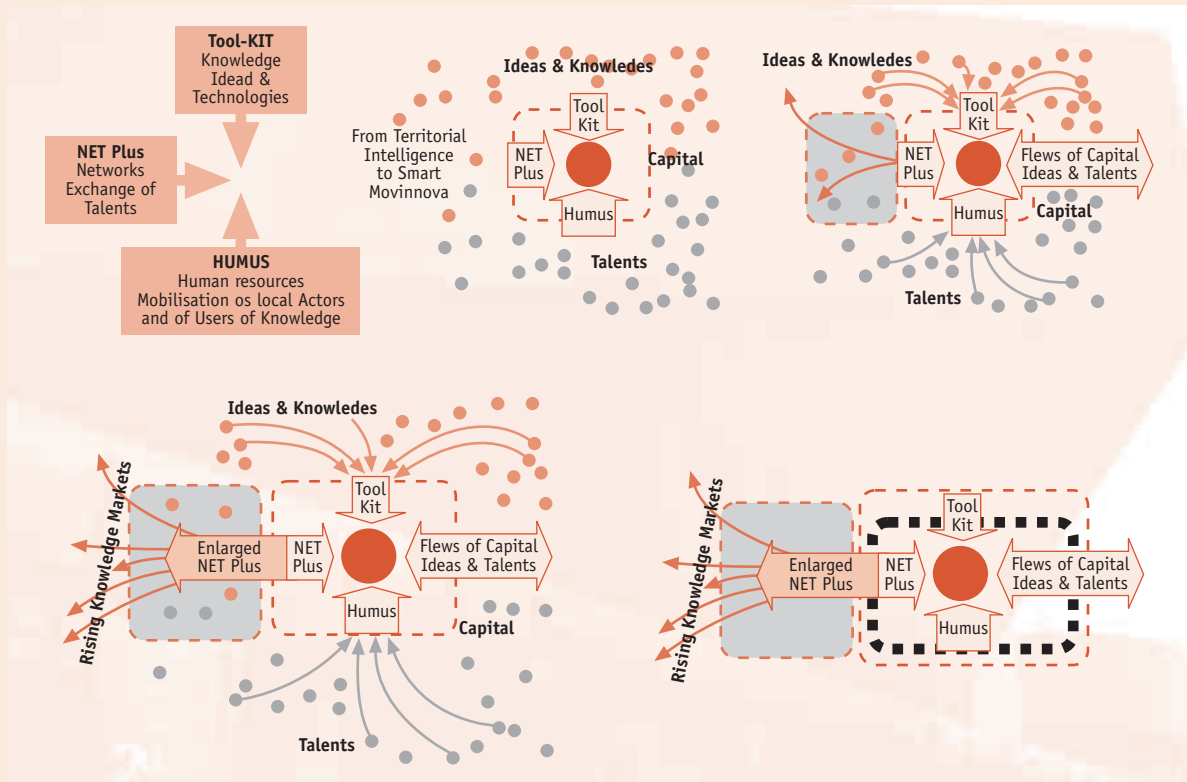 Tool-KIT
Knowledge
Idead &
Technologies
NET Plus
Networks
Exchange of
Talents
HUMUS
Human resources
Mobilisation os local Actors
and of Users of Knowledge
Ideas & Knowledes
From Territorial
Intelligence
to Smart
Movinnova
Tool
Kit
NET
Plus
Capital
Humus
Talents
Ideas & Knowledes
Tool
Kit
NET
Plus
Flews of Capital
Ideas & Talents
Humus
Capital
Talents
Ideas & Knowledes
Rising Knowledge Markets
Tool
Kit
Enlarged
NET Plus
NET
Plus
Flews of Capital
Ideas & Talents
Humus
Capital
Talents
Rising Knowledge Markets
Tool
Kit
Enlarged
NET Plus
NET
Plus
Flews of Capital
Ideas & Talents
Humus